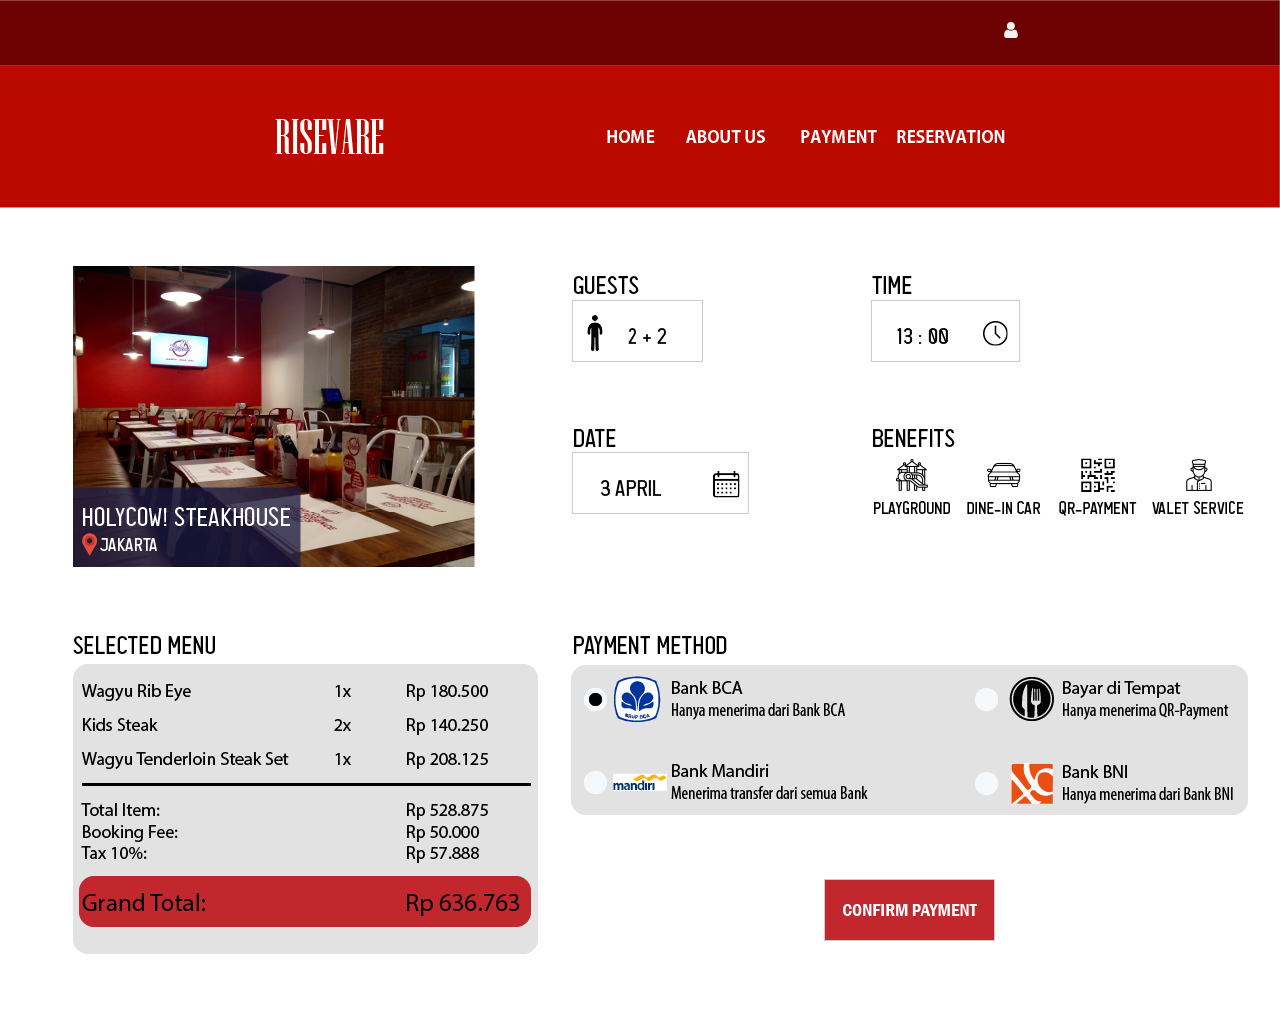 RISEVARE
HOME ABOUT US PAYMENT RESERVATION
HOLYCOW! STEAKHOUSE
JAKARTA
GUESTS
2 + 2
TIME
13 : 00
DATE
3 APRIL
BENEFITS
PLAYGROUND DINE-IN CAR QR-PAYMENT VALET SERVICE
SELECTED MENU
Wagyu Rib Eye 1x Rp 180.500
Kids Steak 2x Rp 140.250
Wagyu Tenderloin Steak Set 1x Rp 208.125
Total Item: Rp 528.875
Booking Fee: Rp 50.000
Tax 10%: Rp 57.888
Grand Total: Rp 636.763
PAYMENT METHOD
Bank BCA
Hanya menerima dari Bank BCA
Bayar di Tempat
Hanya menerima QR-Payment
mandiri
Bank Mandiri
Menerima transfer dari semua Bank
Bank BNI
Hanya menerima dari Bank BNI
CONFIRM PAYMENT